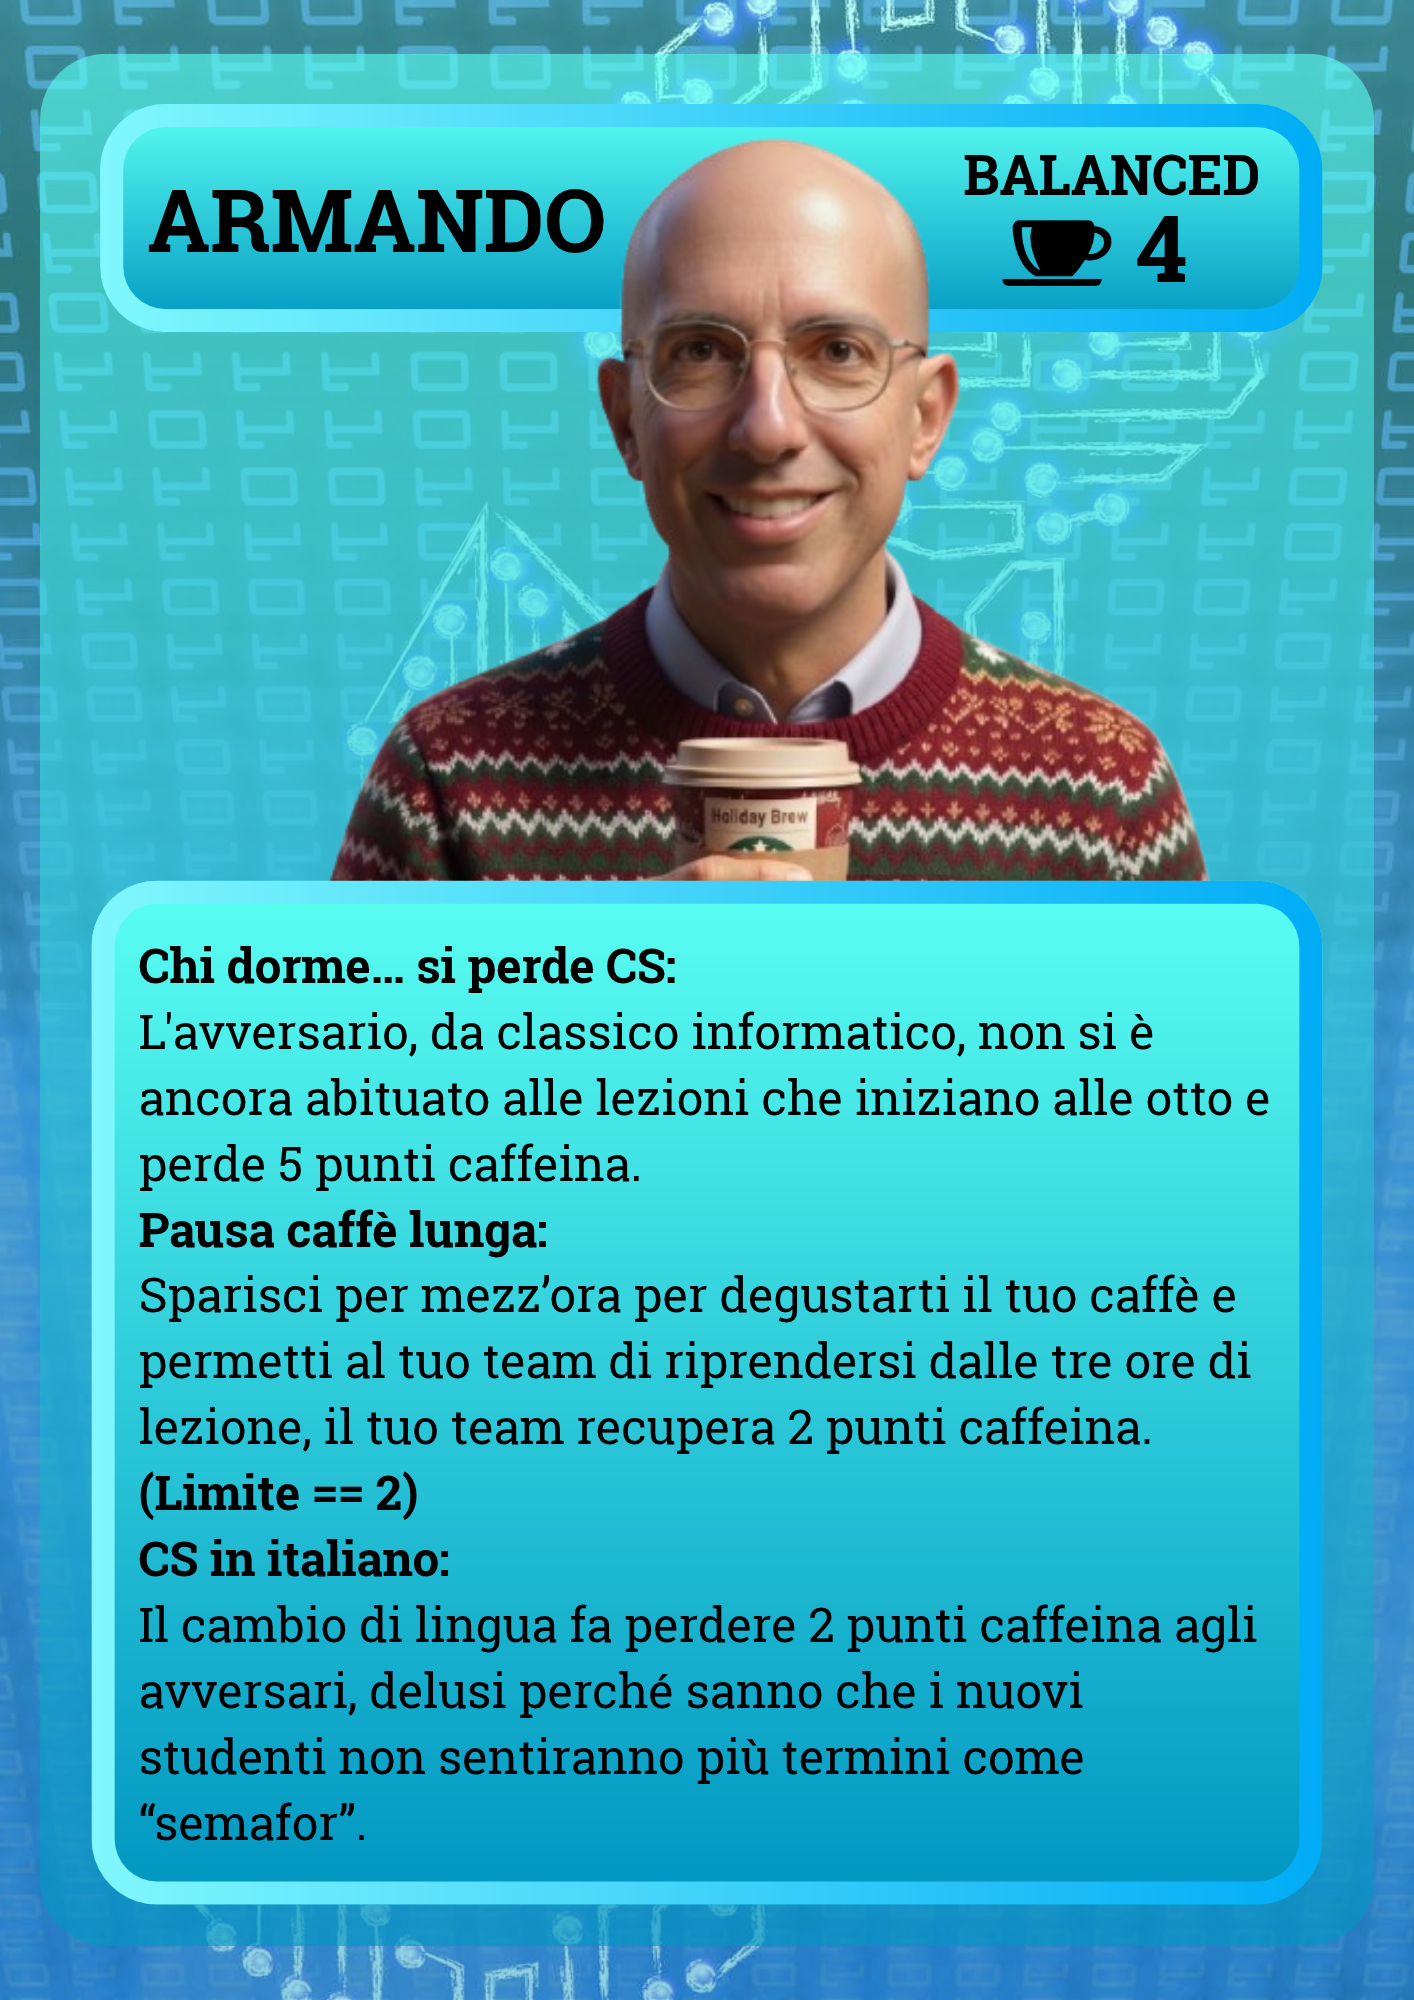 ARMANDO
BALANCED
4
Holiday Brew
Chi dorme... si perde CS:
L'avversario, da classico informatico, non si è
ancora abituato alle lezioni che iniziano alle otto e
perde 5 punti caffeina.
Pausa caffè lunga:
Sparisci per mezz’ora per degustarti il tuo caffè e
permetti al tuo team di riprendersi dalle tre ore di
lezione, il tuo team recupera 2 punti caffeina.
(Limite == 2)
CS in italiano:
Il cambio di lingua fa perdere 2 punti caffeina agli
avversari, delusi perché sanno che i nuovi
studenti non sentiranno più termini come
“semafor”.